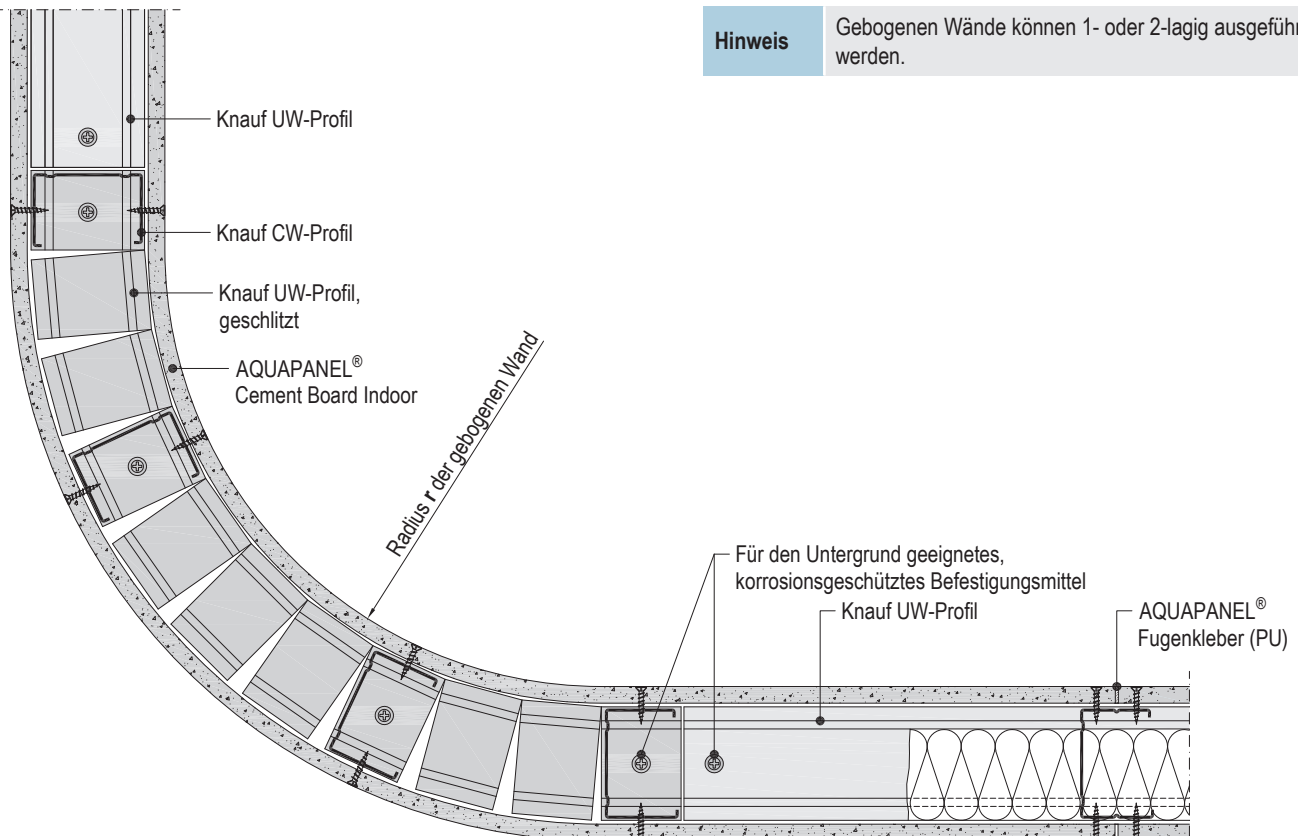 Hinweis
Gebogenen Wände können 1- oder 2-lagig ausgeführ
werden.
Knauf UW-Profil
Knauf CW-Profil
Knauf UW-Profil,
geschlitzt
AQUAPANEL®
Cement Board Indoor
Radius r der gebogenen Wand
Für den Untergrund geeignetes,
korrosionsgeschütztes Befestigungsmittel
Knauf UW-Profil
AQUAPANEL®
Fugenkleber (PU)